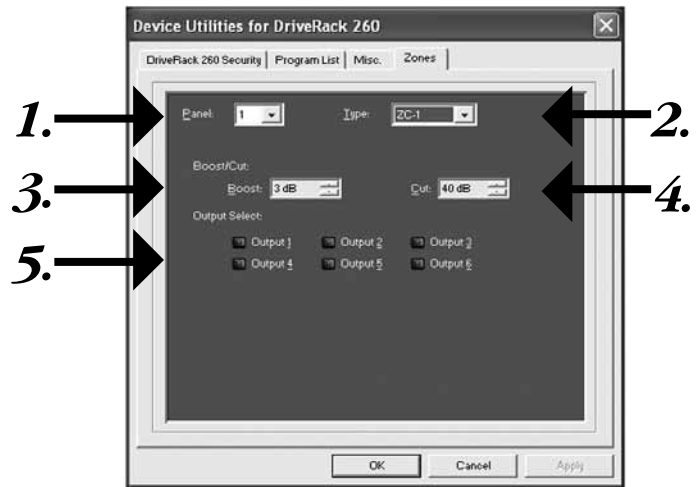 Device Utilities for DriveRack 260
DriveRack 260 Security Program List Misc. Zones
1. Panel: 1 Type: ZC-1 2.
Boost/Cut:
3. Boost: 3 dB Cut: 40 dB 4.
Output Select:
5. Output 1 Output 2 Output 3
Output 4 Output 5 Output 6
OK Cancel Apply